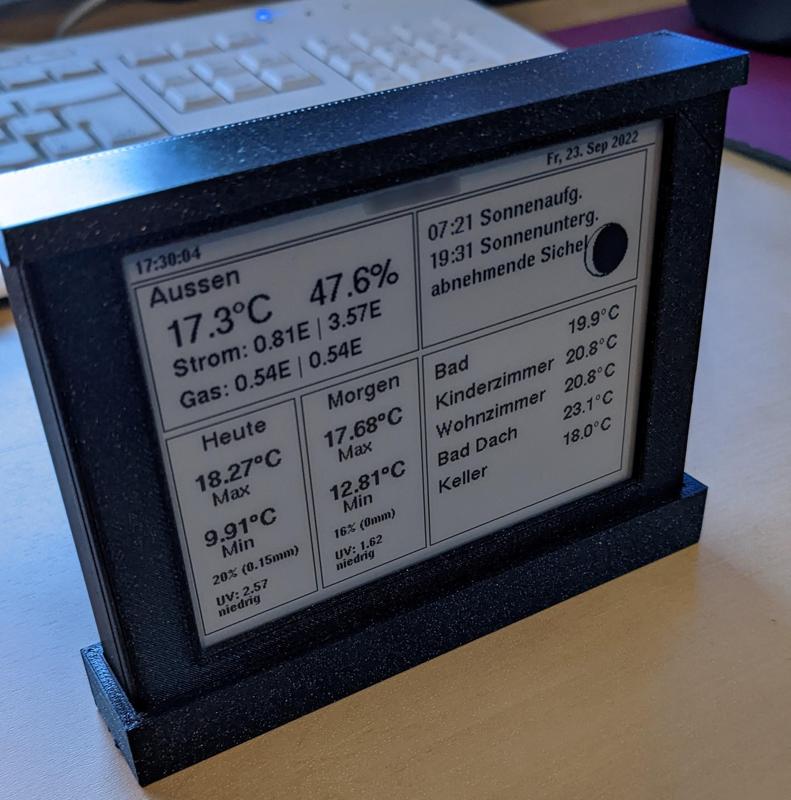 17:30:04
Fr, 23. Sep 2022
Aussen
17.3°C 47.6%
Strom: 0.81E | 3.57E
Gas: 0.54E | 0.54E
07:21 Sonnenaufg.
19:31 Sonnenunterg.
abnehmende Sichel
Heute
18.27°C
Max
9.91°C
Min
20% (0.15mm)
UV: 2.57
niedrig
Morgen
17.68°C
Max
12.81°C
Min
16% (0mm)
UV: 1.62
niedrig
Bad 19.9°C
Kinderzimmer 20.8°C
Wohnzimmer 20.8°C
Bad Dach 23.1°C
Keller 18.0°C